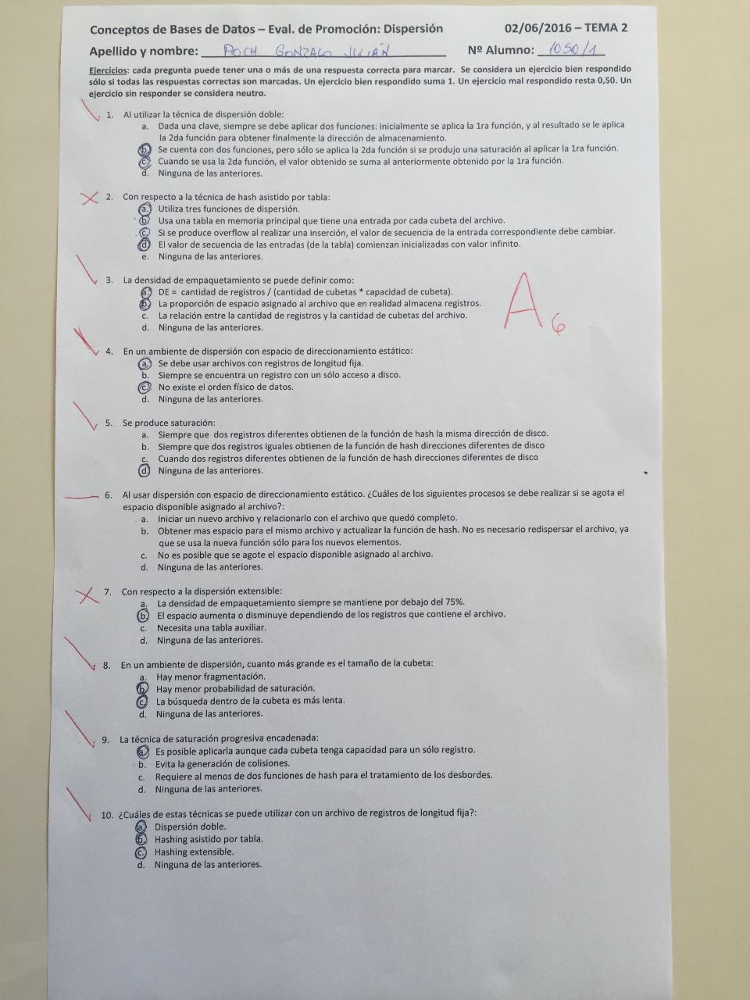 Conceptos de Bases de Datos – Eval. de Promoción: Dispersión 02/06/2016 – TEMA 2
Apellido y nombre: POCH GONZALO JULIÁN Nº Alumno: 1050/1
Ejercicios: cada pregunta puede tener una o más de una respuesta correcta para marcar. Se considera un ejercicio bien respondido
sólo si todas las respuestas correctas son marcadas. Un ejercicio bien respondido suma 1. Un ejercicio mal respondido resta 0,50. Un
ejercicio sin responder se considera neutro.
1. Al utilizar la técnica de dispersión doble:
a. Dada una clave, siempre se debe aplicar dos funciones: inicialmente se aplica la 1ra función, y al resultado se le aplica
la 2da función para obtener finalmente la dirección de almacenamiento.
b. Se cuenta con dos funciones, pero sólo se aplica la 2da función si se produjo una saturación al aplicar la 1ra función.
c. Cuando se usa la 2da función, el valor obtenido se suma al anteriormente obtenido por la 1ra función.
d. Ninguna de las anteriores.
2. Con respecto a la técnica de hash asistido por tabla:
a. Utiliza tres funciones de dispersión.
b. Usa una tabla en memoria principal que tiene una entrada por cada cubeta del archivo.
c. Si se produce overflow al realizar una inserción, el valor de secuencia de la entrada correspondiente debe cambiar.
d. El valor de secuencia de las entradas (de la tabla) comienzan inicializadas con valor infinito.
e. Ninguna de las anteriores.
3. La densidad de empaquetamiento se puede definir como:
a. DE = cantidad de registros / (cantidad de cubetas * capacidad de cubeta).
b. La proporción de espacio asignado al archivo que en realidad almacena registros.
c. La relación entre la cantidad de registros y la cantidad de cubetas del archivo.
d. Ninguna de las anteriores.
A 6
4. En un ambiente de dispersión con espacio de direccionamiento estático:
a. Se debe usar archivos con registros de longitud fija.
b. Siempre se encuentra un registro con un sólo acceso a disco.
c. No existe el orden físico de datos.
d. Ninguna de las anteriores.
5. Se produce saturación:
a. Siempre que dos registros diferentes obtienen de la función de hash la misma dirección de disco.
b. Siempre que dos registros iguales obtienen de la función de hash direcciones diferentes de disco
c. Cuando dos registros diferentes obtienen de la función de hash direcciones diferentes de disco
d. Ninguna de las anteriores.
6. Al usar dispersión con espacio de direccionamiento estático. ¿Cuáles de los siguientes procesos se debe realizar si se agota el
espacio disponible asignado al archivo?:
a. Iniciar un nuevo archivo y relacionarlo con el archivo que quedó completo.
b. Obtener mas espacio para el mismo archivo y actualizar la función de hash. No es necesario redispersar el archivo, ya
que se usa la nueva función sólo para los nuevos elementos.
c. No es posible que se agote el espacio disponible asignado al archivo.
d. Ninguna de las anteriores.
7. Con respecto a la dispersión extensible:
a. La densidad de empaquetamiento siempre se mantiene por debajo del 75%.
b. El espacio aumenta o disminuye dependiendo de los registros que contiene el archivo.
c. Necesita una tabla auxiliar.
d. Ninguna de las anteriores.
8. En un ambiente de dispersión, cuanto más grande es el tamaño de la cubeta:
a. Hay menor fragmentación.
b. Hay menor probabilidad de saturación.
c. La búsqueda dentro de la cubeta es más lenta.
d. Ninguna de las anteriores.
9. La técnica de saturación progresiva encadenada:
a. Es posible aplicarla aunque cada cubeta tenga capacidad para un sólo registro.
b. Evita la generación de colisiones.
c. Requiere al menos de dos funciones de hash para el tratamiento de los desbordes.
d. Ninguna de las anteriores.
10. ¿Cuáles de estas técnicas se puede utilizar con un archivo de registros de longitud fija?:
a. Dispersión doble.
b. Hashing asistido por tabla.
c. Hashing extensible.
d. Ninguna de las anteriores.